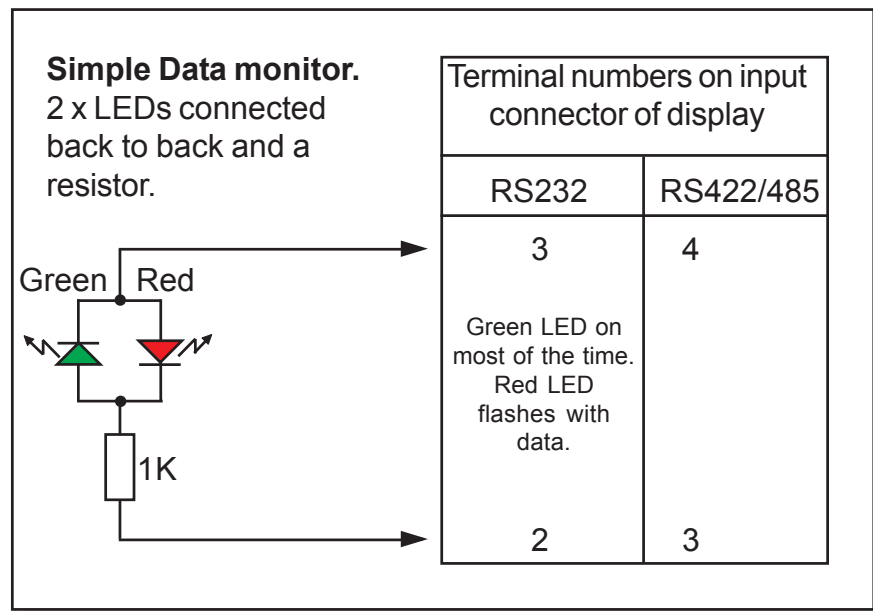 Simple Data monitor.
2 x LEDs connected
back to back and a
resistor.
Terminal numbers on input
connector of display
RS232 RS422/485
3 4
Green Red
Green LED on
most of the time.
Red LED
flashes with
data.
1K
2 3